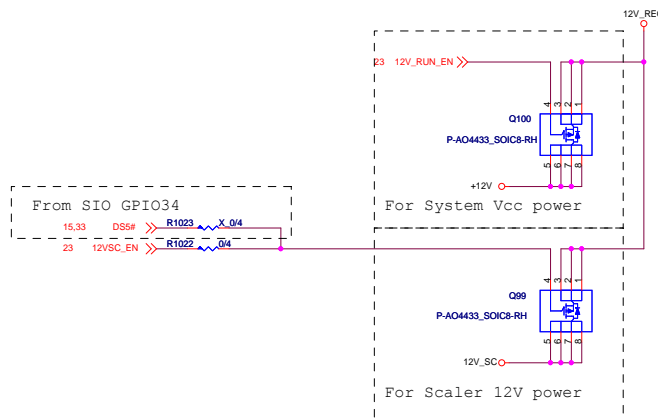 12V_REG
23 12V_RUN_EN
4 3 2 1
Q100
P-AO4433_SOIC8-RH
5 6 7 8
+12V
For System Vcc power
From SIO GPIO34
15,33 DS5# R1023 X_0/4
23 12VSC_EN R1022 0/4
4 3 2 1
Q99
P-AO4433_SOIC8-RH
5 6 7 8
12V_SC
For Scaler 12V power